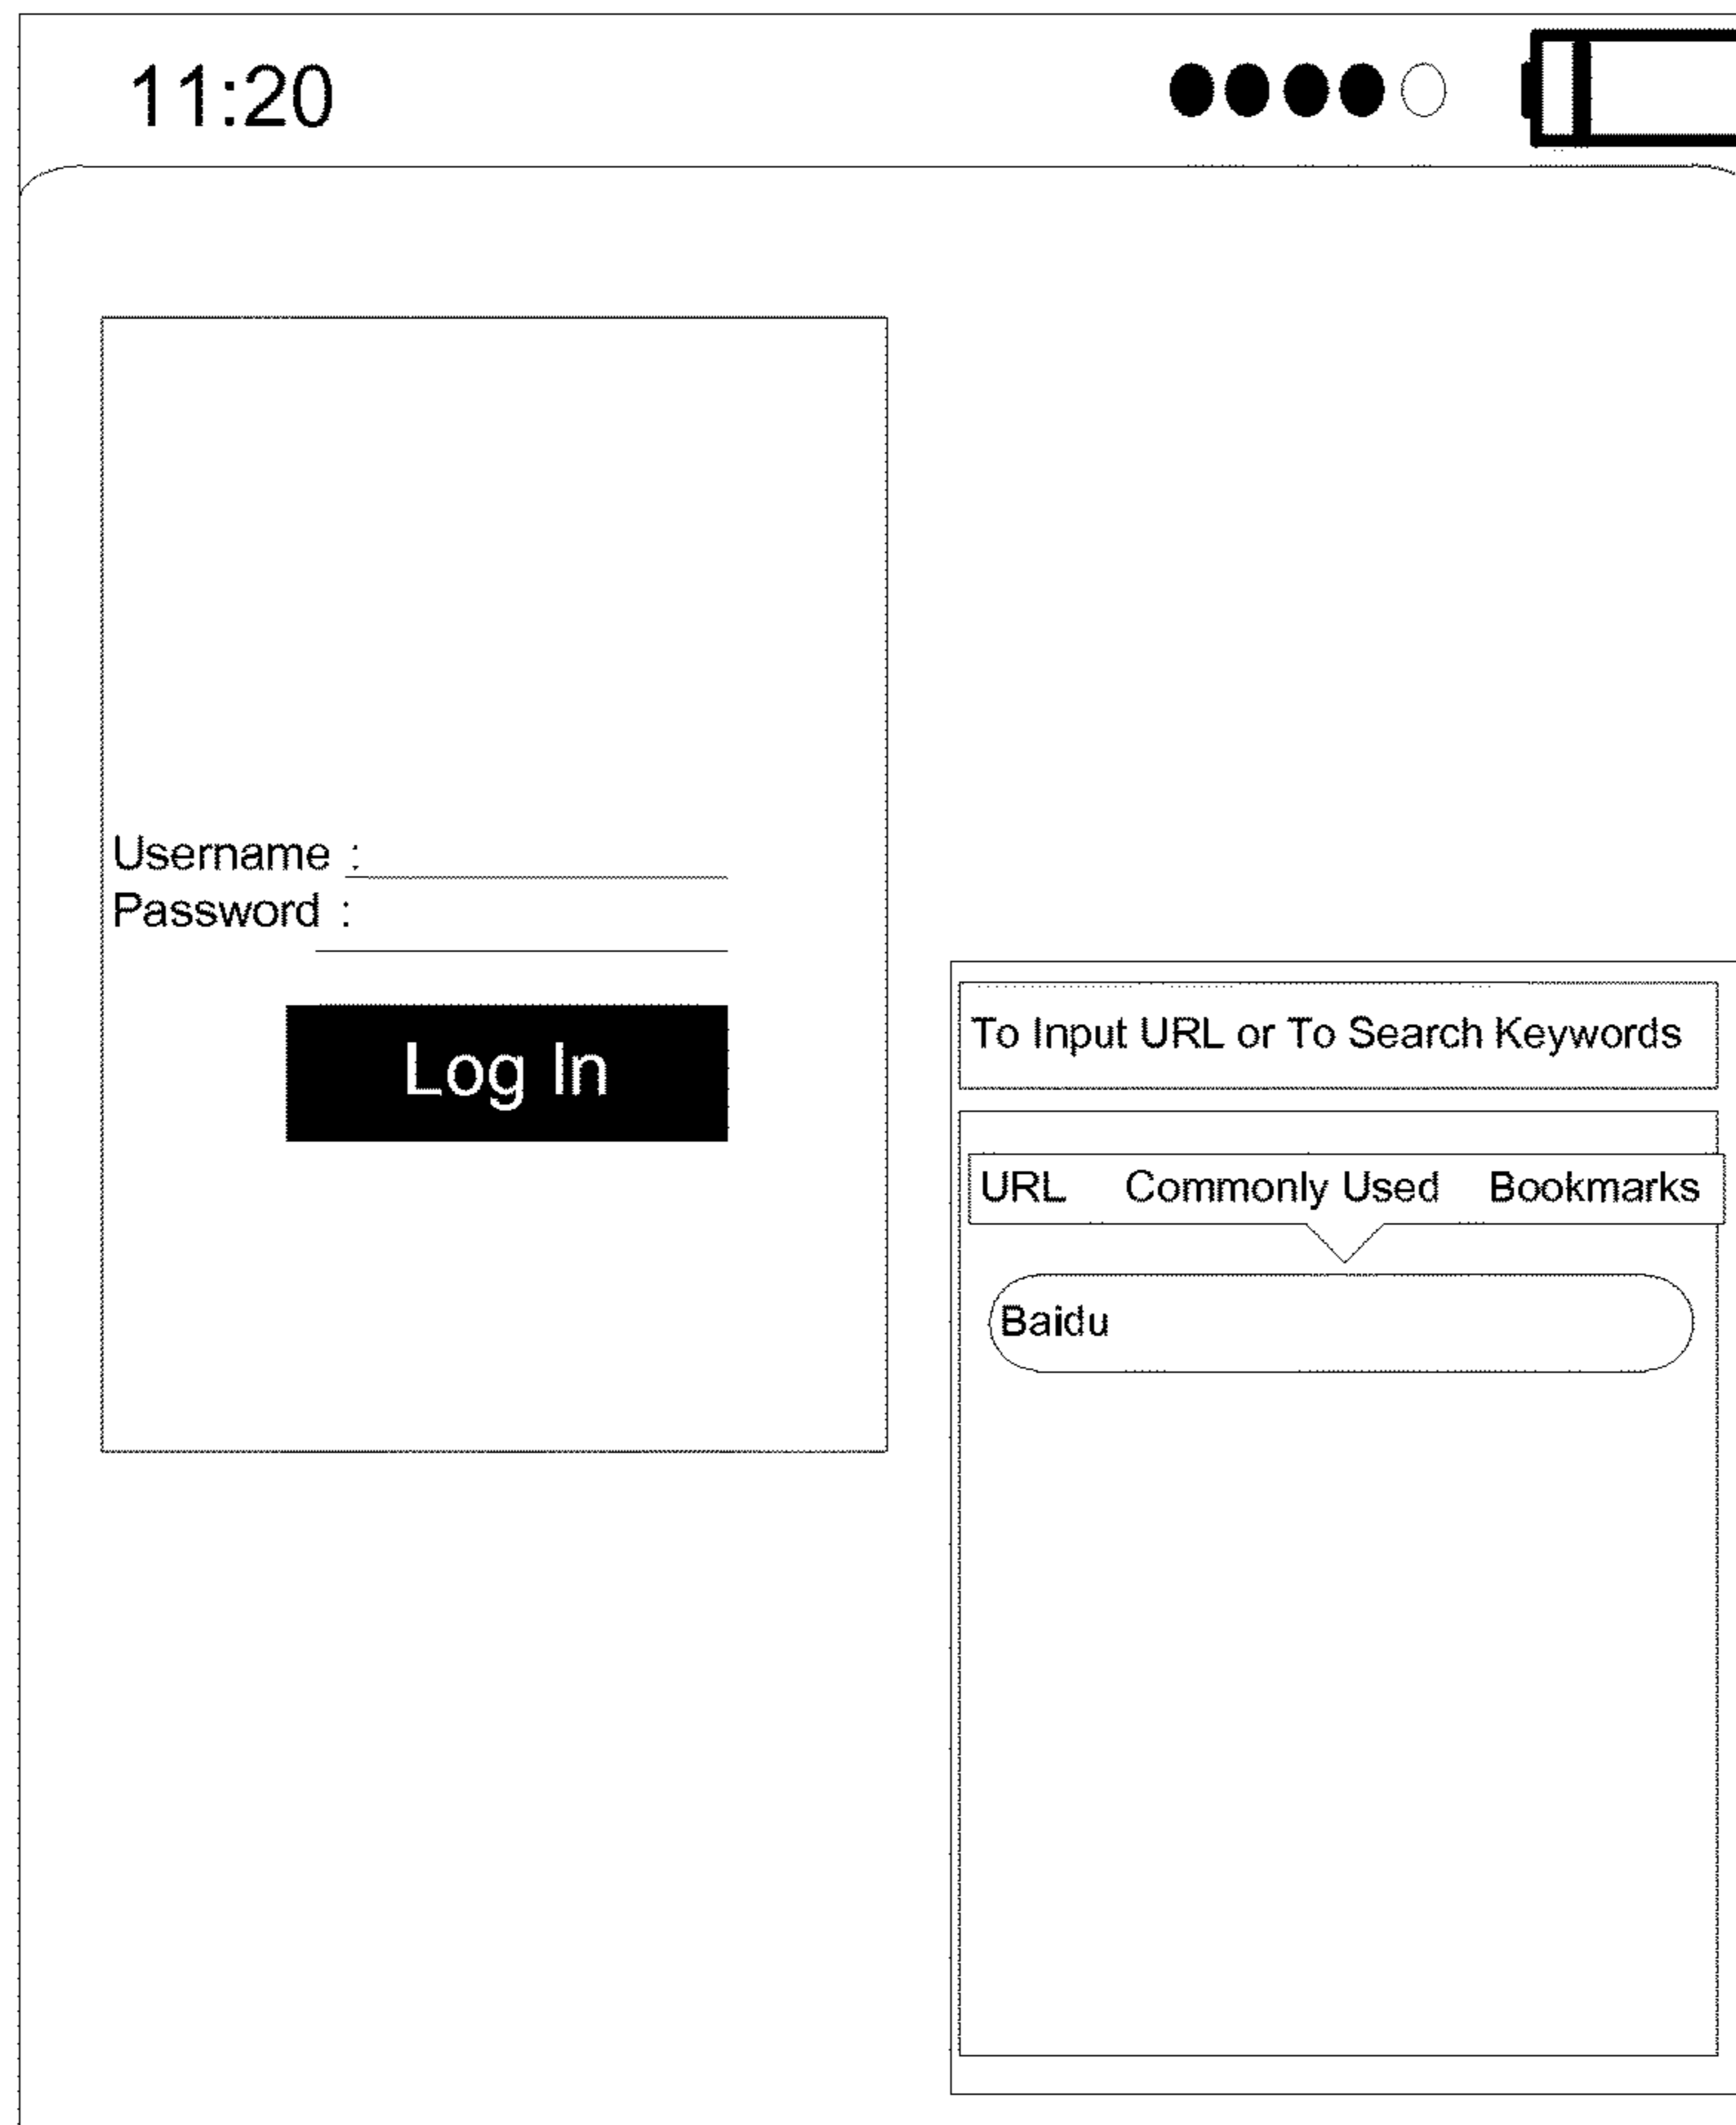 11:20
Username :
Password :
Log In
To Input URL or To Search Keywords
URL Commonly Used Bookmarks
Baidu